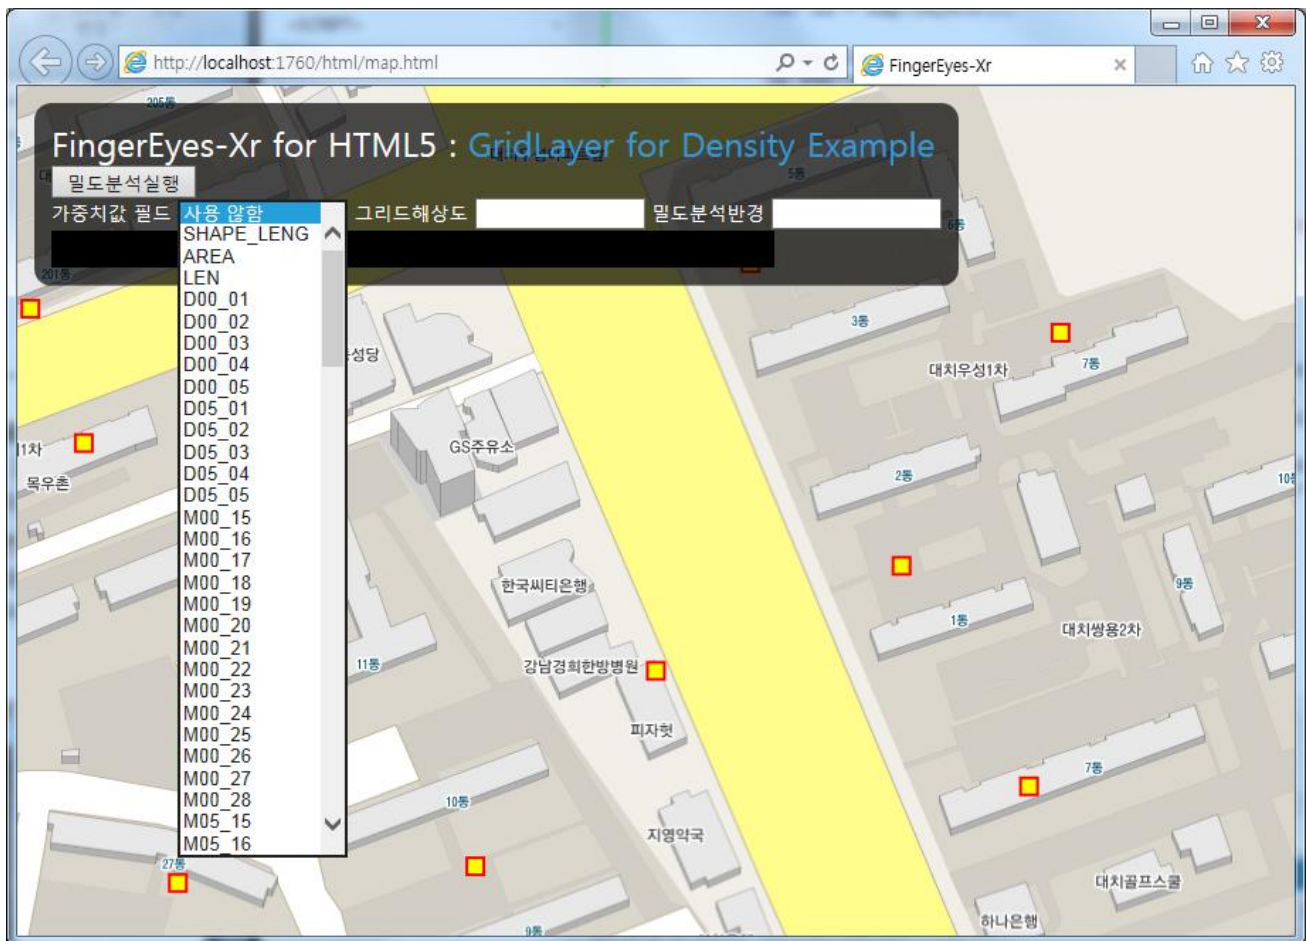 http://localhost:1760/html/map.html
FingerEyes-Xr
205동
FingerEyes-Xr for HTML5 : GridLayer for Density Example
밀도분석실행
5동
가중치값 필드 사용 않함 그리드해상도 밀도분석반경
6동
SHAPE_LENG
AREA
LEN
D00_01
D00_02
D00_03
D00_04
D00_05
D05_01
D05_02
D05_03
D05_04
D05_05
M00_15
M00_16
M00_17
M00_18
M00_19
M00_20
M00_21
M00_22
M00_23
M00_24
M00_25
M00_26
M00_27
M00_28
M05_15
M05_16
201동
3동
성당
대치우성1차
7동
1차
GS주유소
목우촌
2동
10동
한국씨티은행
9동
1동
대치쌍용2차
11동
강남경희한방병원
피자헛
7동
10동
지영약국
27동
대치골프스쿨
하나은행
9동